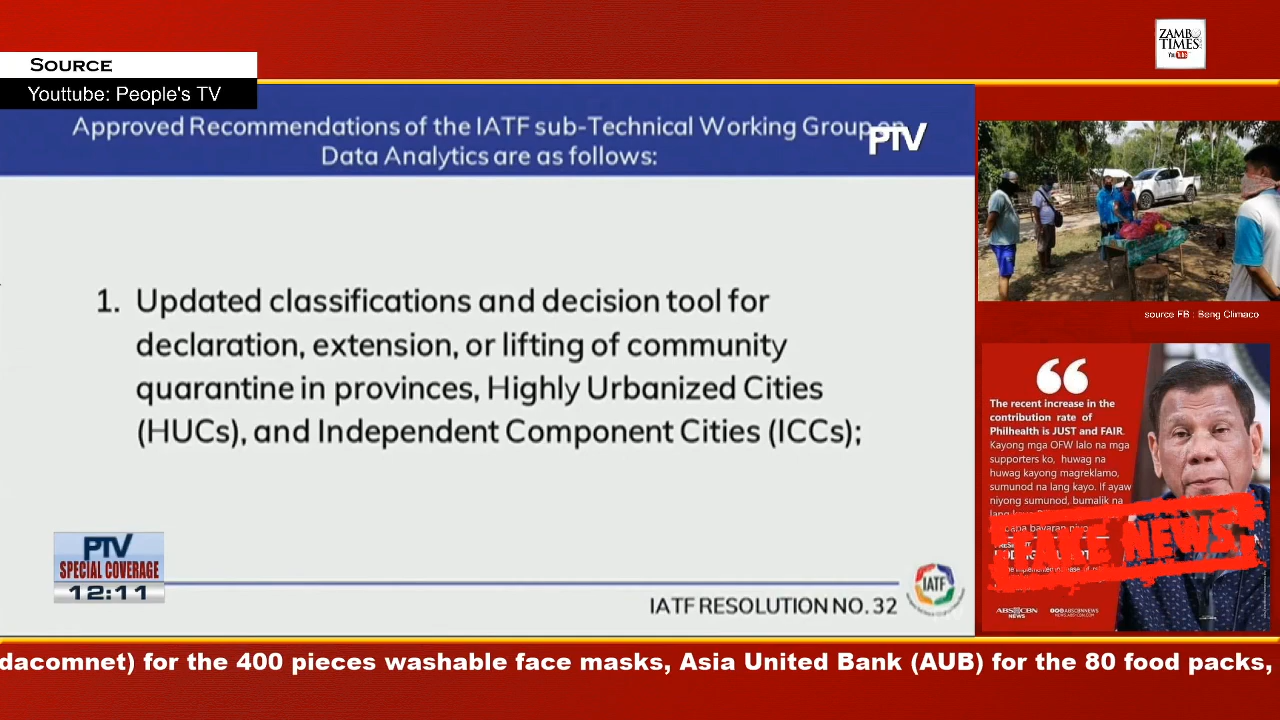 SOURCE
Youttube: People's TV
ZAMBO
TIMES
Approved Recommendations of the IATF sub-Technical Working Group on
Data Analytics are as follows:
PTV
1. Updated classifications and decision tool for
declaration, extension, or lifting of community
quarantine in provinces, Highly Urbanized Cities
(HUCs), and Independent Component Cities (ICCs);
PTV
SPECIAL COVERAGE
12:11
IATF
IATF RESOLUTION NO. 32
source FB : Beng Climaco
The recent increase in the
contribution rate of
Philhealth is JUST and FAIR.
Kayong mga OFW lalo na mga
supporters ko, huwag na
huwag kayong magreklamo,
sumunod na lang kayo. If ayaw
niyong sumunod, bumalik na
FAKE NEWS
ABS-CBN
NEWS
ABSCBNNEWS
NEWS.ABS-CBN.COM
dacomnet) for the 400 pieces washable face masks, Asia United Bank (AUB) for the 80 food packs,